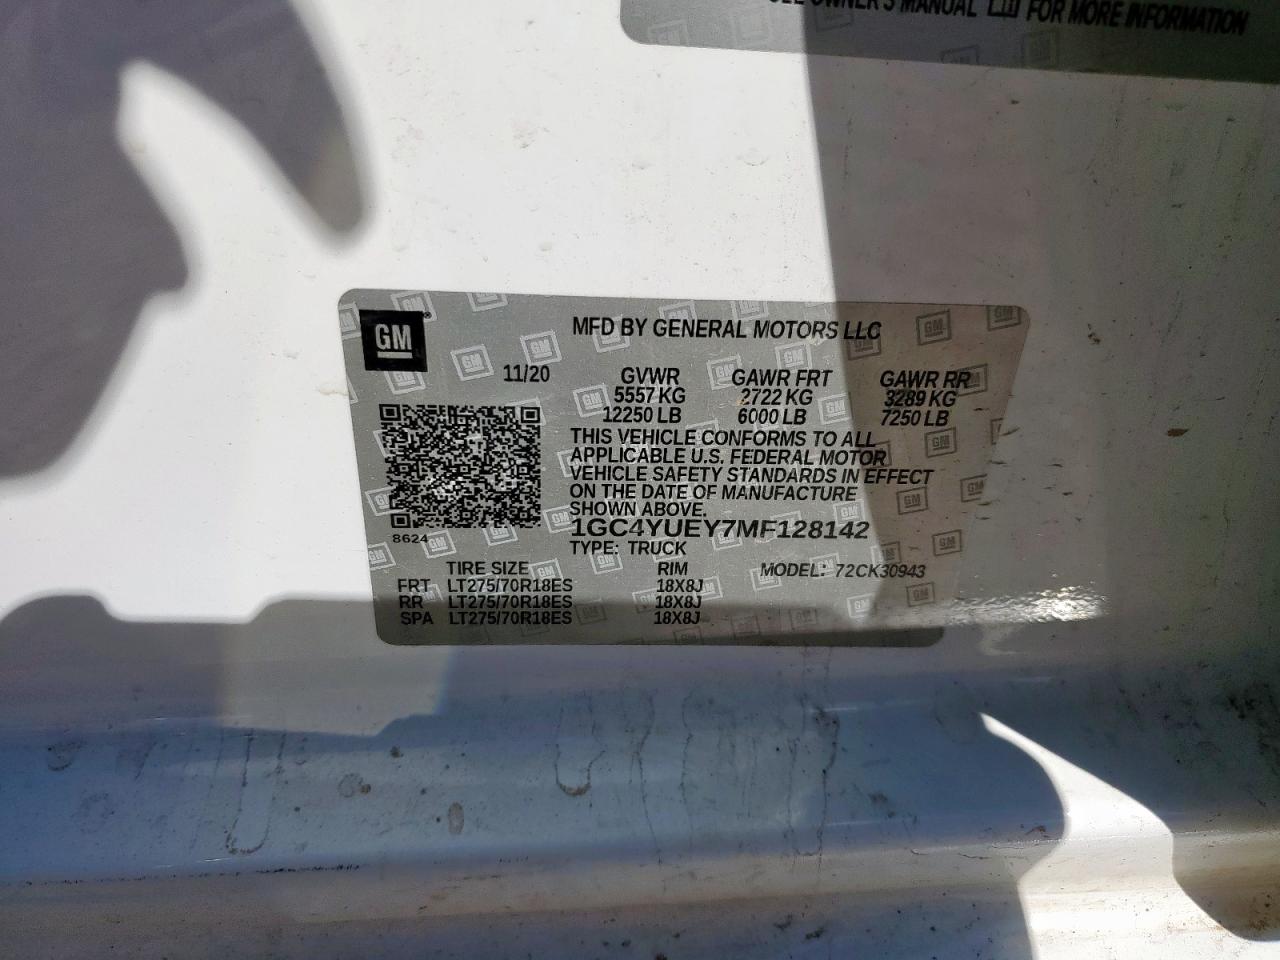 OWNER'S MANUAL FOR MORE INFORMATION
GM
MFD BY GENERAL MOTORS LLC
11/20 GVWR GAWR FRT GAWR RR
5557 KG 2722 KG 3289 KG
12250 LB 6000 LB 7250 LB
THIS VEHICLE CONFORMS TO ALL
APPLICABLE U.S. FEDERAL MOTOR
VEHICLE SAFETY STANDARDS IN EFFECT
ON THE DATE OF MANUFACTURE
SHOWN ABOVE.
8624
1GC4YUEY7MF128142
TYPE: TRUCK
MODEL: 72CK30943
TIRE SIZE RIM
FRT LT275/70R18ES 18X8J
RR LT275/70R18ES 18X8J
SPA LT275/70R18ES 18X8J